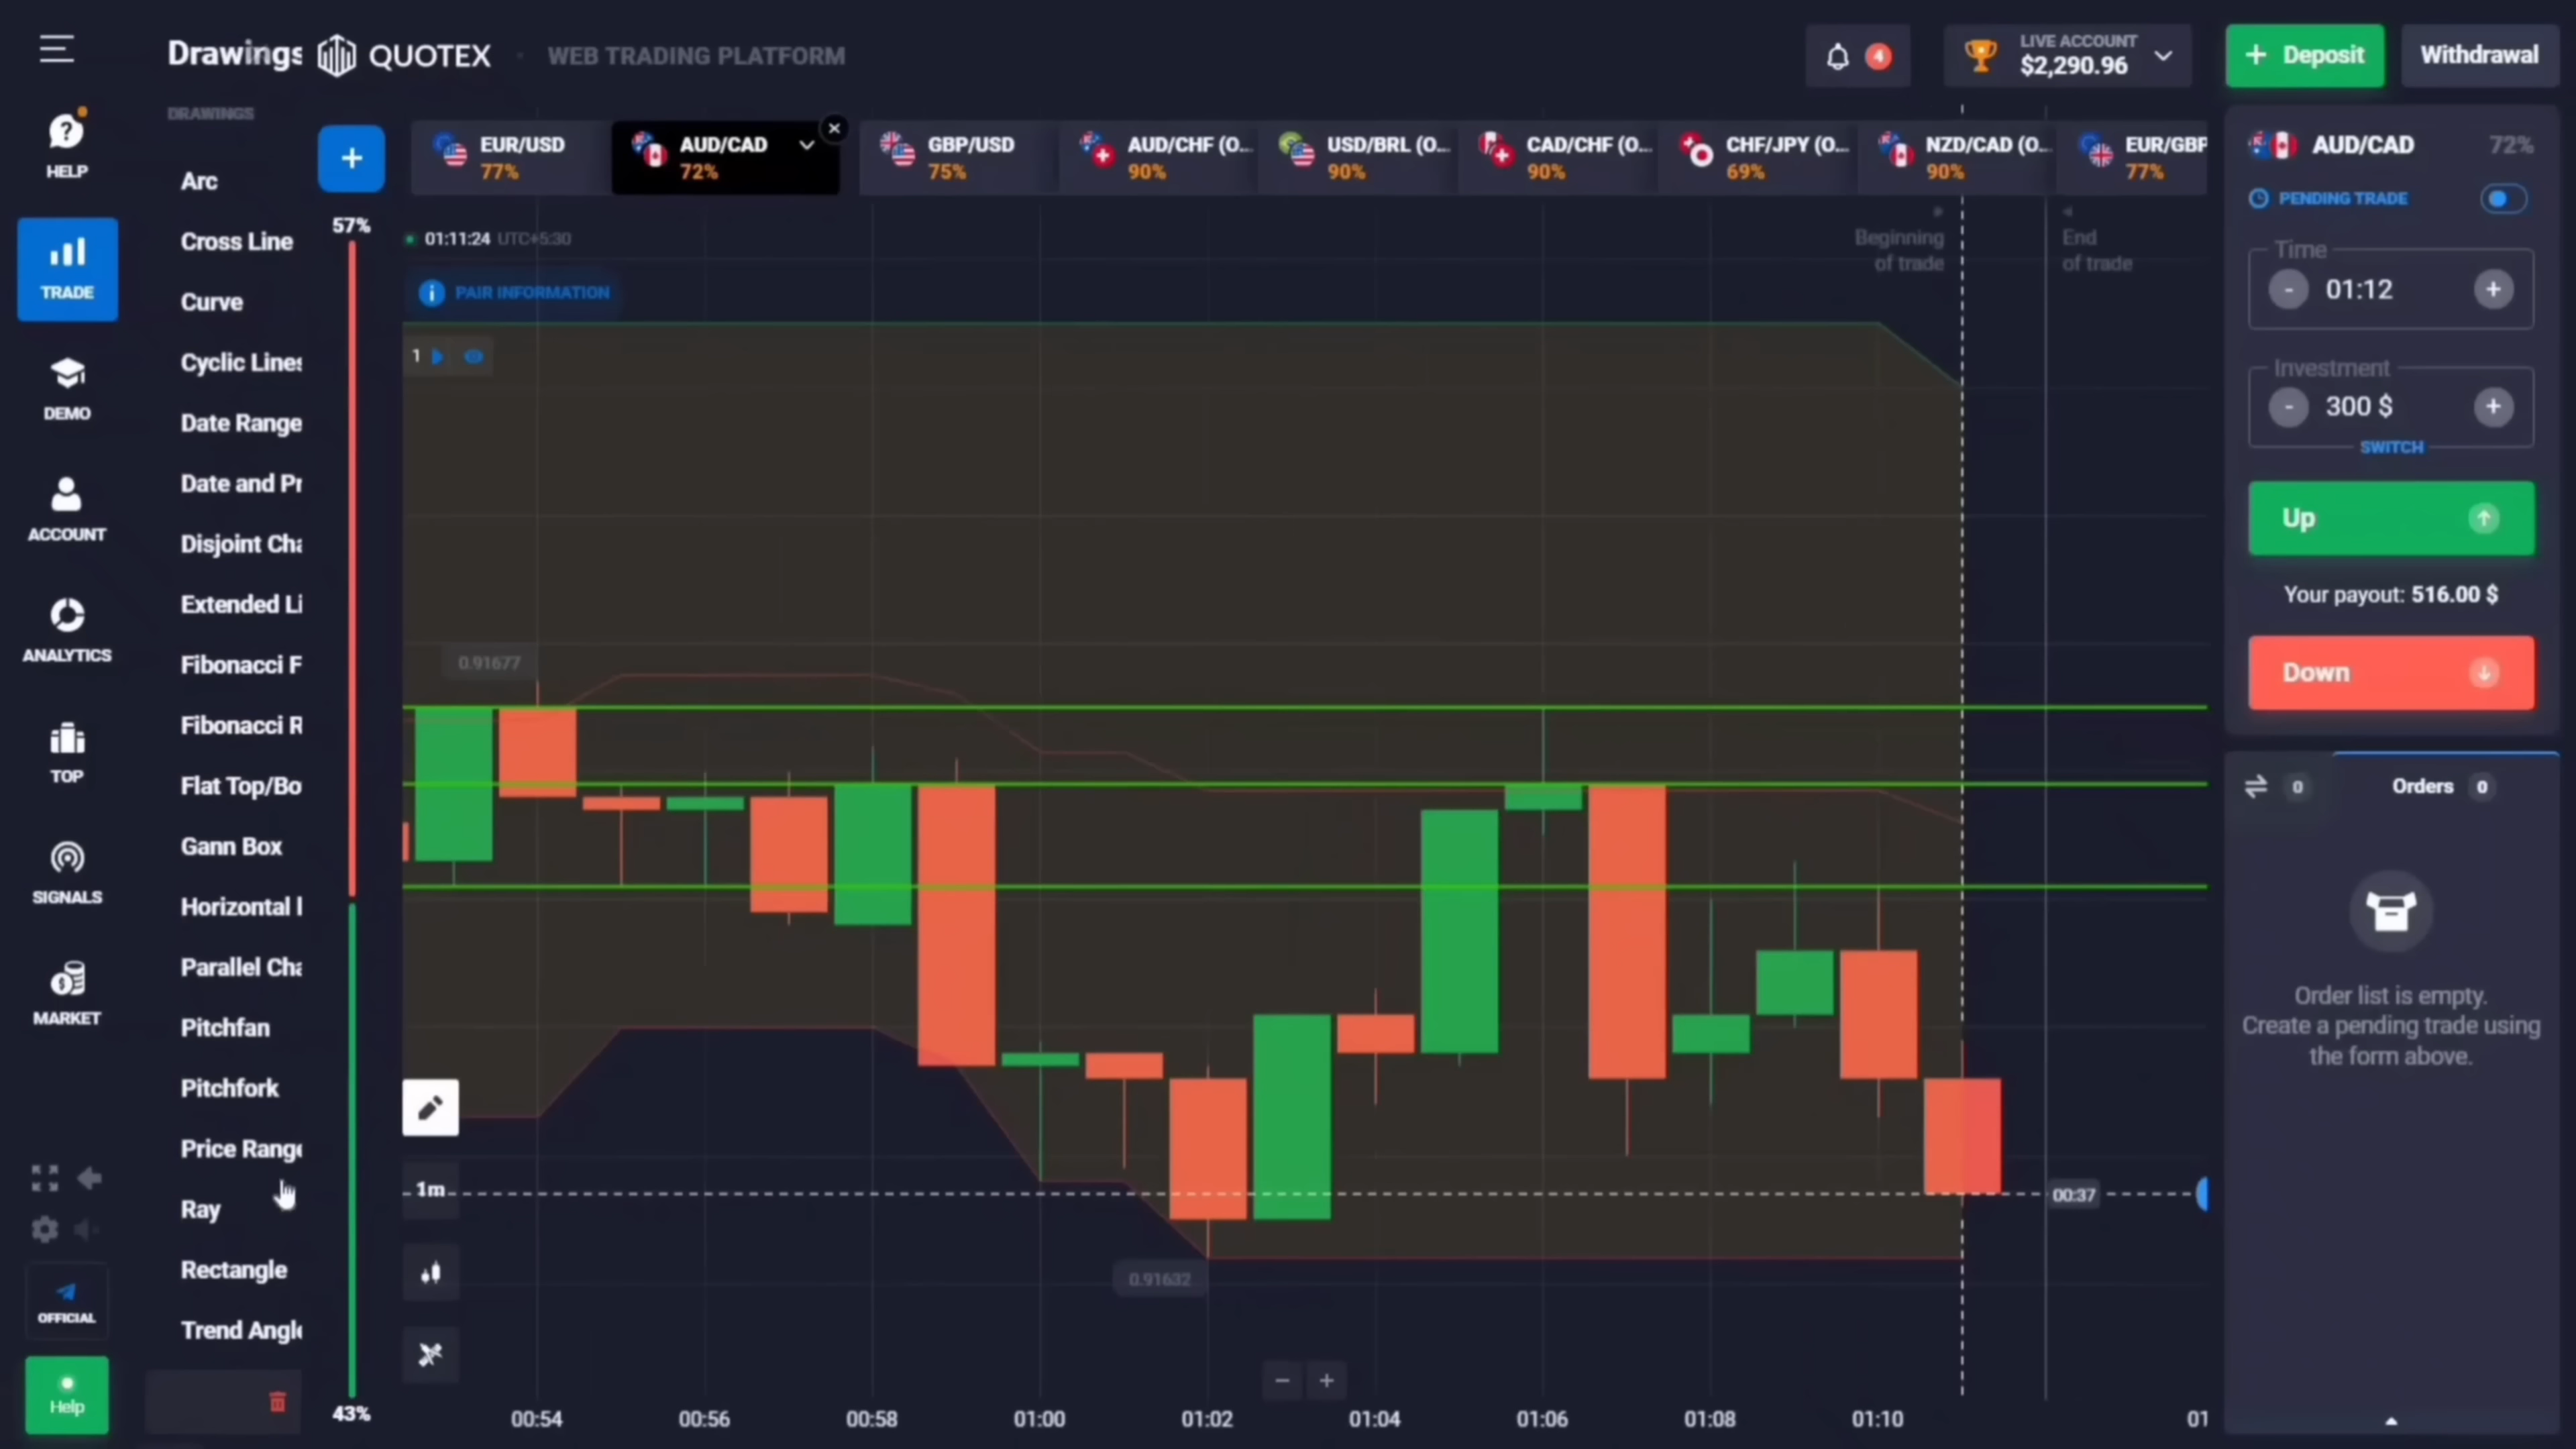 Drawings
QUOTEX
WEB TRADING PLATFORM
4
LIVE ACCOUNT
$2,290.96
+ Deposit
Withdrawal
HELP
TRADE
DEMO
ACCOUNT
ANALYTICS
TOP
SIGNALS
MARKET
OFFICIAL
Help
DRAWINGS
Arc
Cross Line
Curve
Cyclic Lines
Date Range
Date and Pr
Disjoint Cha
Extended Li
Fibonacci F
Fibonacci R
Flat Top/Bo
Gann Box
Horizontal l
Parallel Cha
Pitchfan
Pitchfork
Price Range
Ray
Rectangle
Trend Angle
+
57%
43%
EUR/USD
77%
AUD/CAD
72%
GBP/USD
75%
AUD/CHF (O...
90%
USD/BRL (O...
90%
CAD/CHF (O...
90%
CHF/JPY (O...
69%
NZD/CAD (O...
90%
EUR/GBP
77%
01:11:24 UTC+5:30
PAIR INFORMATION
1
Beginning
of trade
End
of trade
0.91677
1m
00:37
0.91632
− +
00:54 00:56 00:58 01:00 01:02 01:04 01:06 01:08 01:10 01
AUD/CAD 72%
PENDING TRADE
Time
- 01:12 +
Investment
- 300 $ +
SWITCH
Up
Your payout: 516.00 $
Down
0
Orders 0
Order list is empty.
Create a pending trade using
the form above.